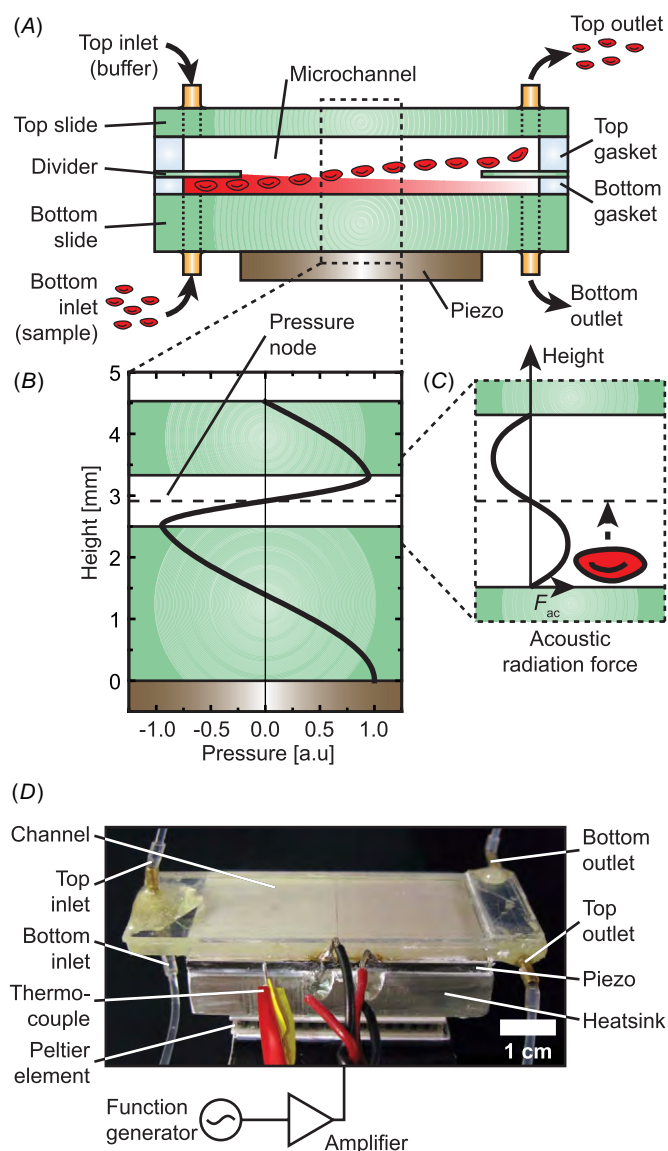 (A)
Top inlet
(buffer)
Microchannel
Top outlet
Top slide
Divider
Bottom
slide
Top
gasket
Bottom
gasket
Bottom
inlet
(sample)
Piezo
Bottom
outlet
Pressure
node
(B)
5
4
3
2
1
0
Height [mm]
-1.0
-0.5
0.0
0.5
1.0
Pressure [a.u]
(C)
Height
Fac
Acoustic
radiation force
(D)
Channel
Top
inlet
Bottom
inlet
Thermo-
couple
Peltier
element
Bottom
outlet
Top
outlet
Piezo
Heatsink
1 cm
Function
generator
Amplifier